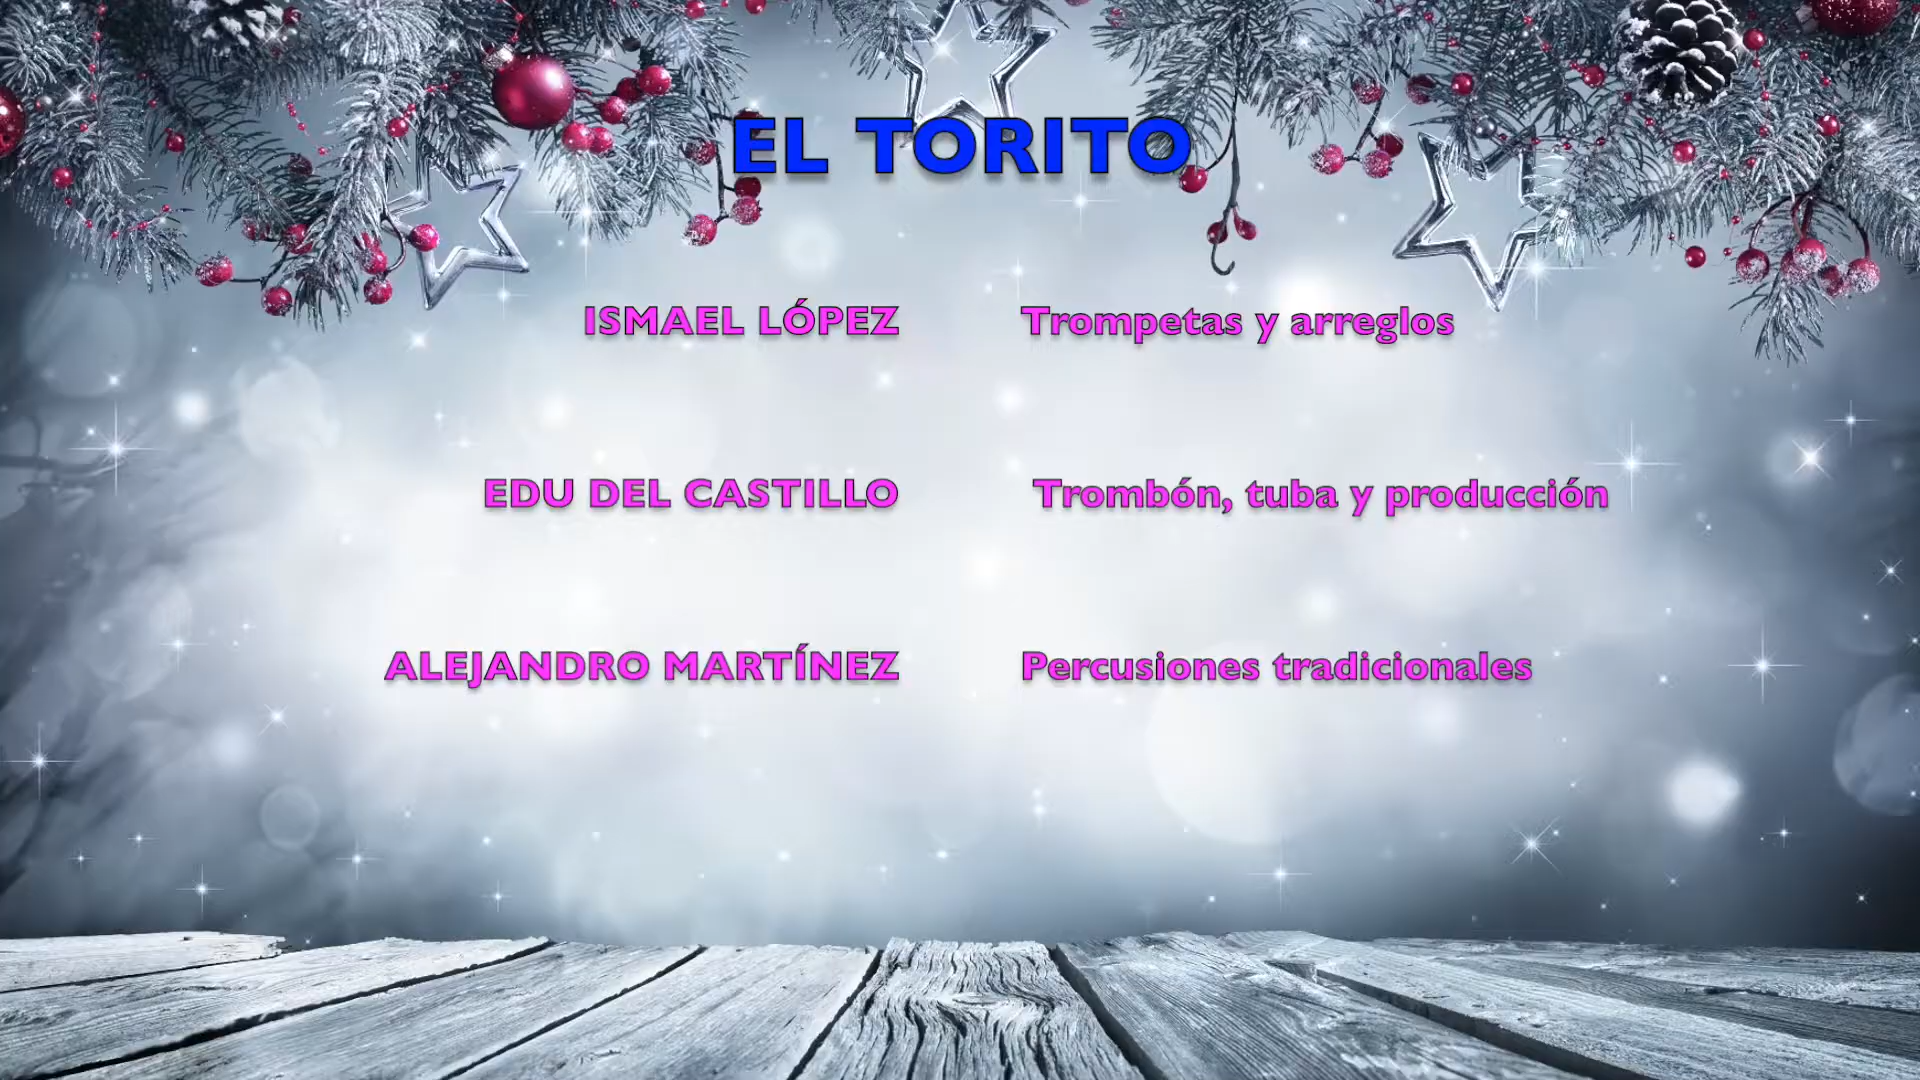 EL TORITO
ISMAEL LÓPEZ Trompetas y arreglos
EDU DEL CASTILLO Trombón, tuba y producción
ALEJANDRO MARTÍNEZ Percusiones tradicionales